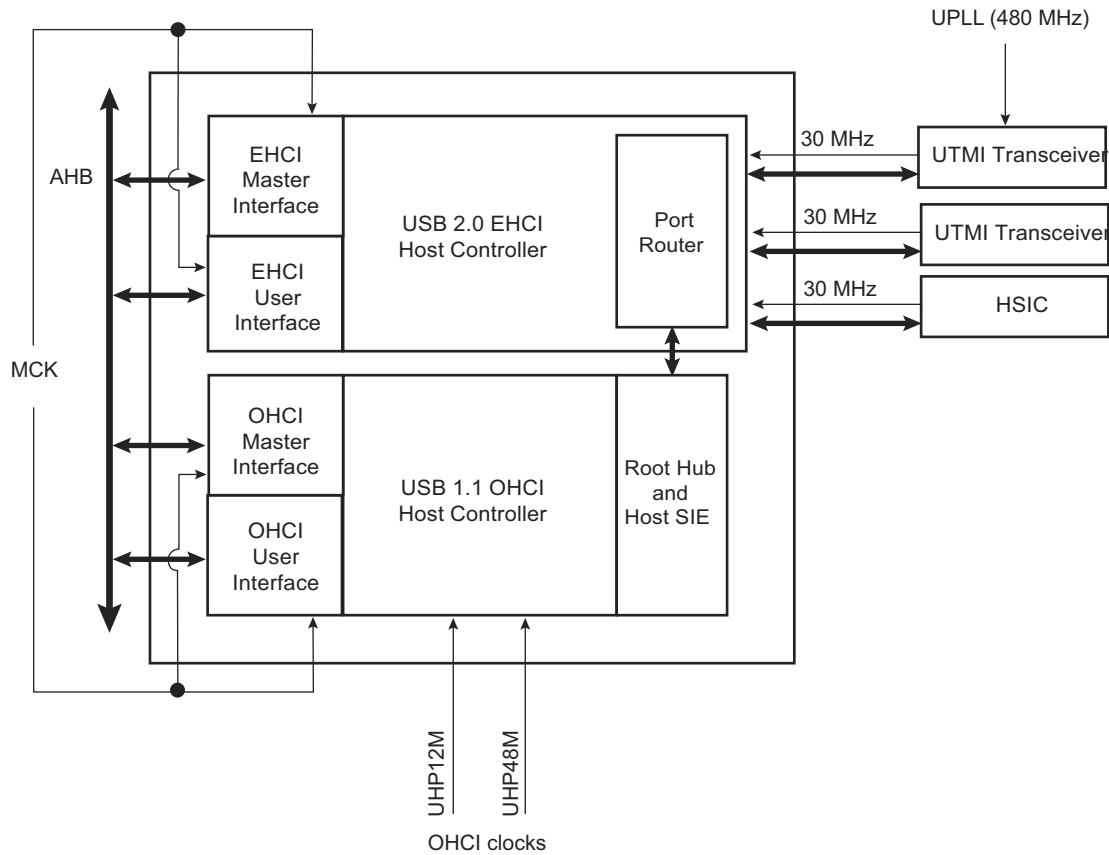 UPLL (480 MHz)
AHB
EHCI
Master
Interface
USB 2.0 EHCI
Host Controller
Port
Router
30 MHz
UTMI Transceiver
EHCI
User
Interface
30 MHz
UTMI Transceiver
30 MHz
HSIC
MCK
OHCI
Master
Interface
USB 1.1 OHCI
Host Controller
Root Hub
and
Host SIE
OHCI
User
Interface
UHP12M
UHP48M
OHCI clocks